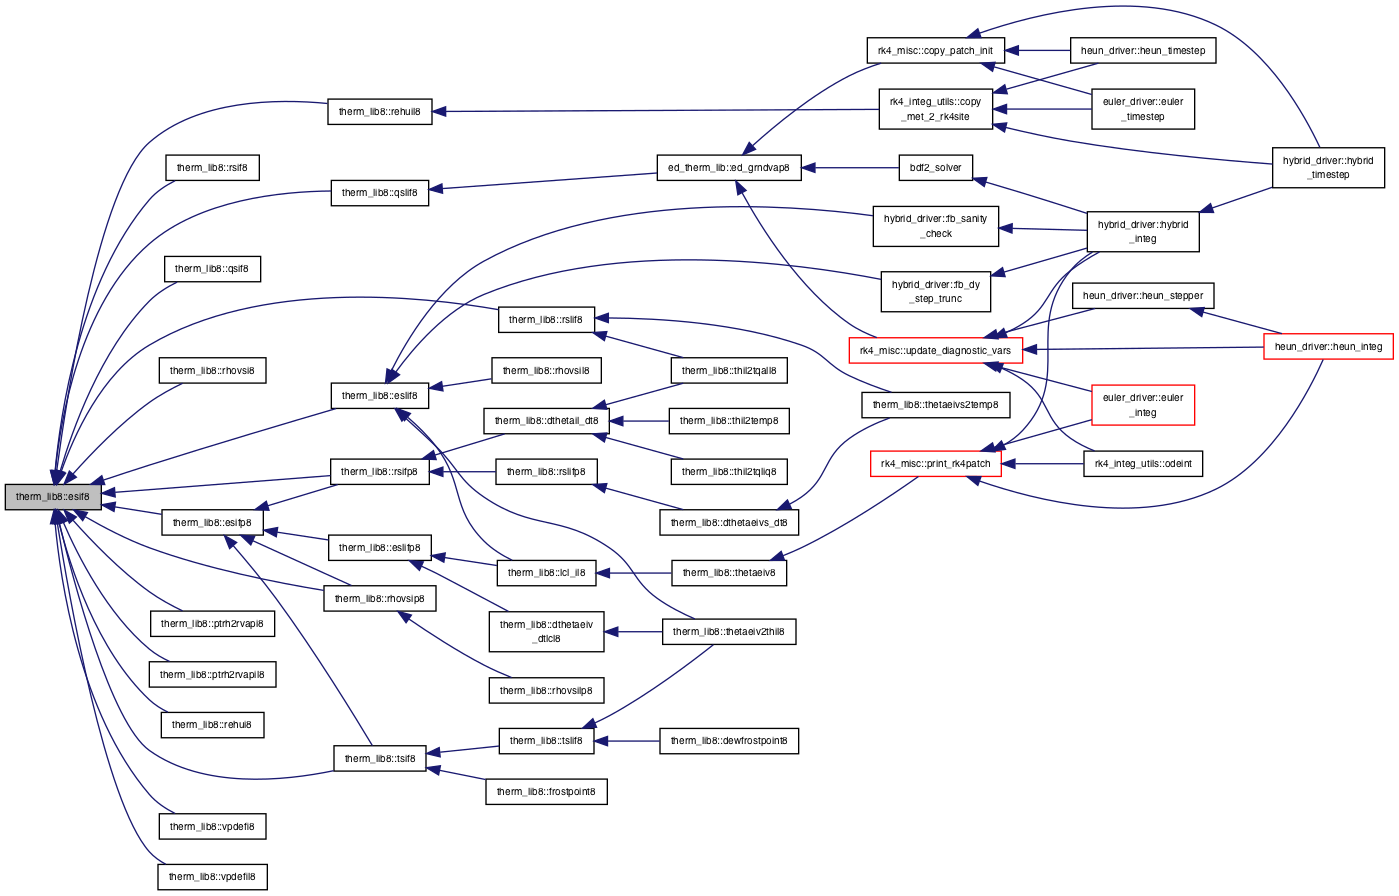 rk4_misc::copy_patch_init
heun_driver::heun_timestep
therm_lib8::rehuil8
rk4_integ_utils::copy
_met_2_rk4site
euler_driver::euler
_timestep
therm_lib8::rsif8
ed_therm_lib::ed_grndvap8
bdf2_solver
hybrid_driver::hybrid
_timestep
therm_lib8::qslif8
hybrid_driver::fb_sanity
_check
hybrid_driver::hybrid
_integ
therm_lib8::qsif8
hybrid_driver::fb_dy
_step_trunc
heun_driver::heun_stepper
therm_lib8::rslif8
rk4_misc::update_diagnostic_vars
heun_driver::heun_integ
therm_lib8::rhovsi8
therm_lib8::rhovsil8
therm_lib8::thil2tqall8
therm_lib8::eslif8
therm_lib8::thetaeivs2temp8
euler_driver::euler
_integ
therm_lib8::dthetail_dt8
therm_lib8::thil2temp8
therm_lib8::rsifp8
therm_lib8::rslifp8
therm_lib8::thil2tqliq8
rk4_misc::print_rk4patch
rk4_integ_utils::odeint
therm_lib8::esif8
therm_lib8::esifp8
therm_lib8::dthetaeivs_dt8
therm_lib8::eslifp8
therm_lib8::lcl_il8
therm_lib8::thetaeiv8
therm_lib8::rhovsip8
therm_lib8::ptrh2rvapi8
therm_lib8::dthetaeiv
_dtlcl8
therm_lib8::thetaeiv2thil8
therm_lib8::ptrh2rvapil8
therm_lib8::rhovsilp8
therm_lib8::rehui8
therm_lib8::tslif8
therm_lib8::dewfrostpoint8
therm_lib8::tsif8
therm_lib8::frostpoint8
therm_lib8::vpdefi8
therm_lib8::vpdefil8